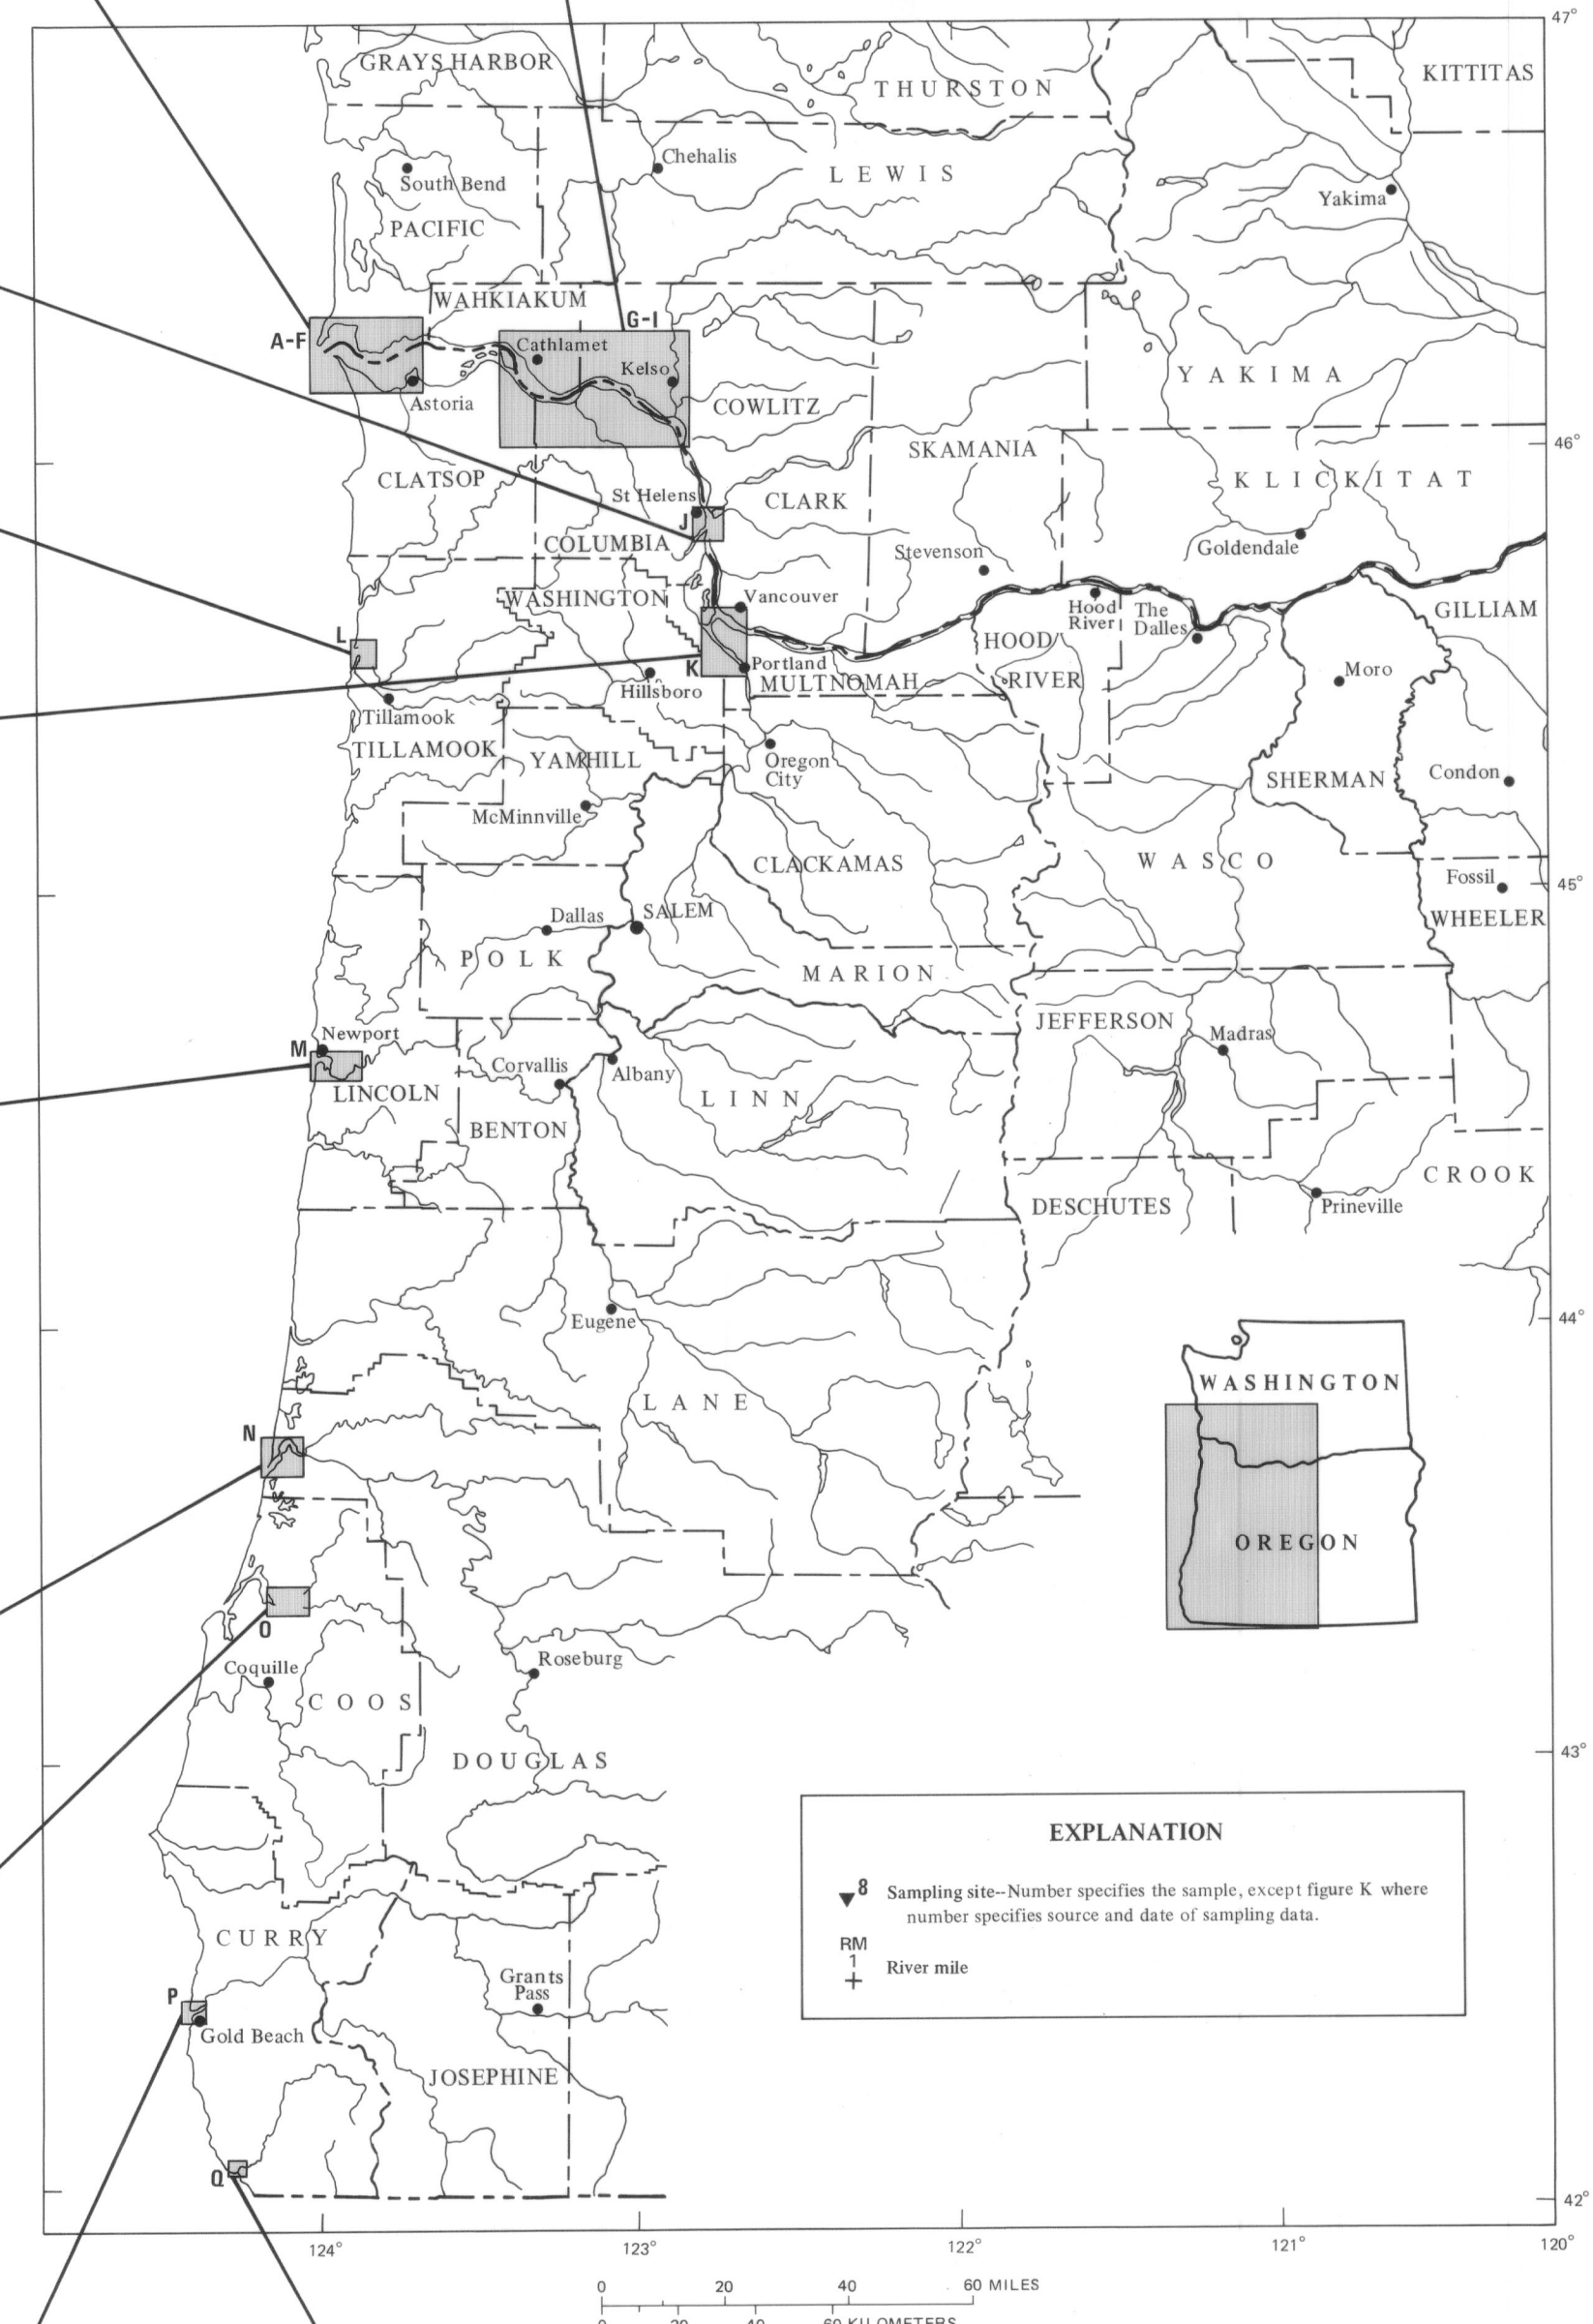 47°
GRAYS HARBOR
THURSTON
KITTITAS
Chehalis
South Bend
LEWIS
Yakima
PACIFIC
WAHKIAKUM
A-F
G-I
Cathlamet
Kelso
YAKIMA
Astoria
COWLITZ
46°
SKAMANIA
CLATSOP
KLICKITAT
St Helens
CLARK
J
COLUMBIA
Stevenson
Goldendale
WASHINGTON
Vancouver
Hood
River
The
Dalles
GILLIAM
L
HOOD
RIVER
K
Portland
Moro
Hillsboro
MULTNOMAH
Tillamook
TILLAMOOK
YAMHILL
Oregon
City
SHERMAN
Condon
McMinnville
CLACKAMAS
WASCO
Fossil
45°
Dallas
SALEM
WHEELER
POLK
MARION
JEFFERSON
Newport
Madras
M
Corvallis
Albany
LINCOLN
LINN
BENTON
CROOK
DESCHUTES
Prineville
Eugene
44°
WASHINGTON
LANE
N
OREGON
O
Coquille
Roseburg
COOS
DOUGLAS
43°
EXPLANATION
8 Sampling site--Number specifies the sample, except figure K where
number specifies source and date of sampling data.
RM
1
River mile
CURRY
Grants
Pass
P
Gold Beach
JOSEPHINE
Q
42°
124° 123° 122° 121° 120°
0 20 40 60 MILES
0 20 40 60 KILOMETERS